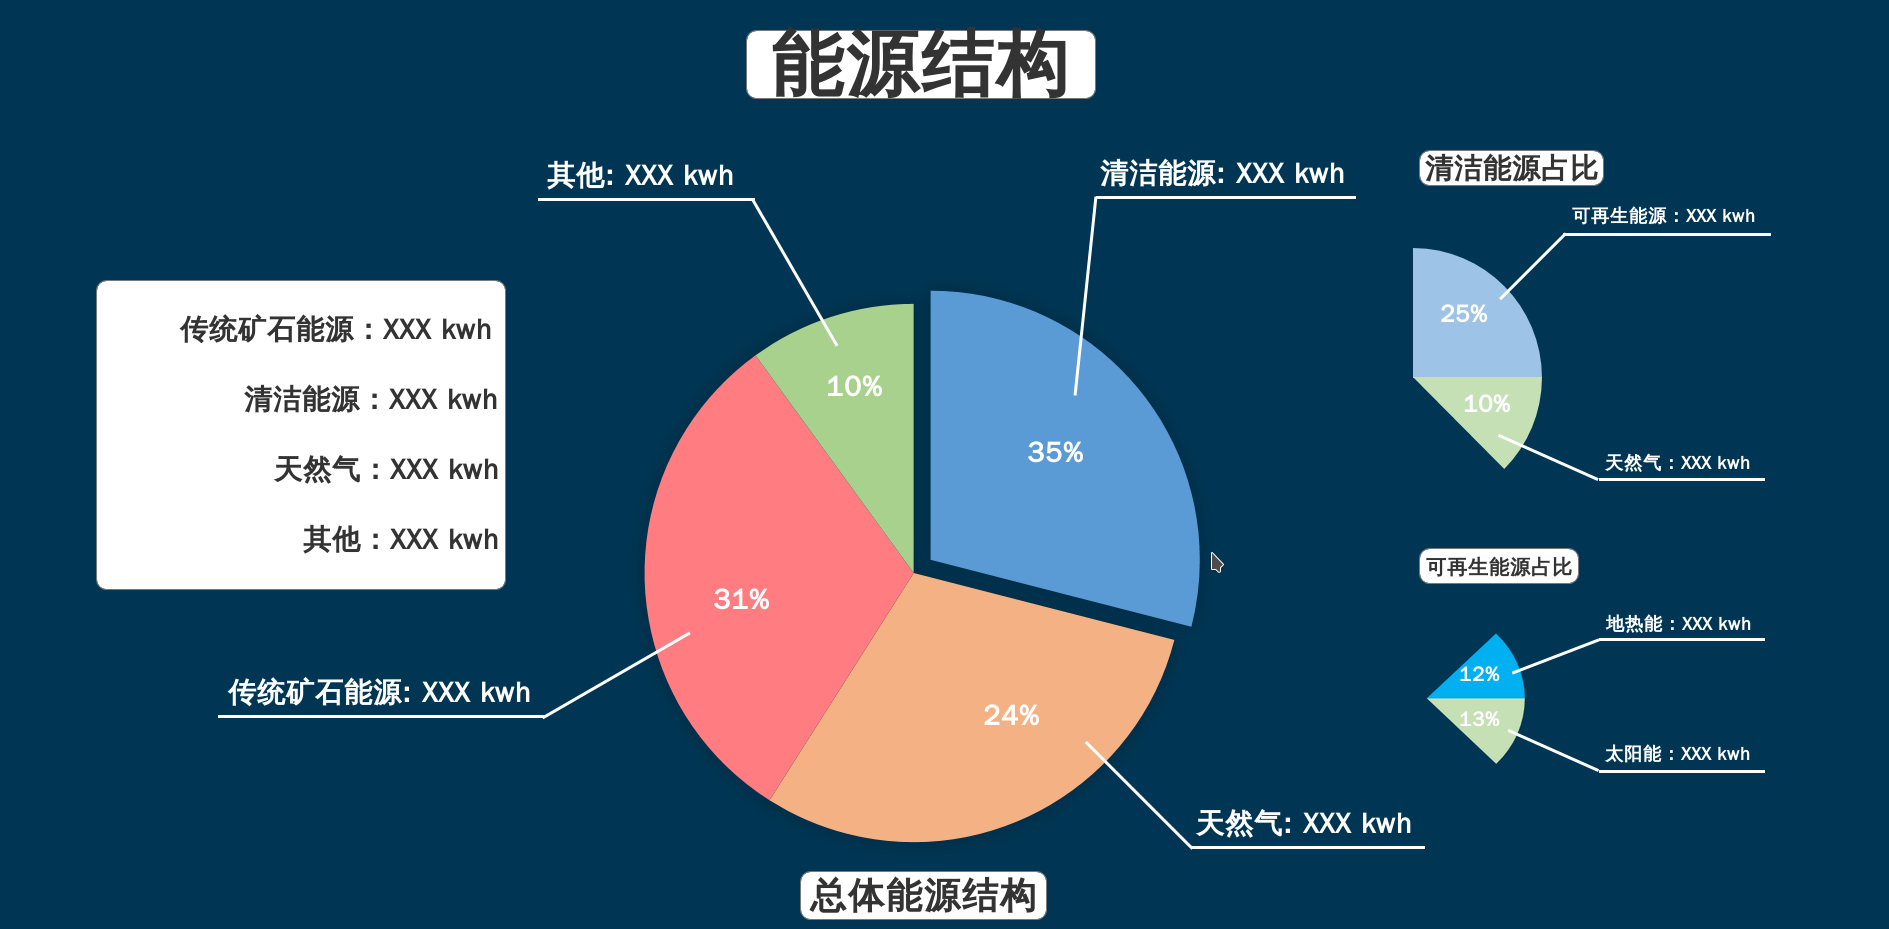 能源结构
其他: XXX kwh
清洁能源: XXX kwh
清洁能源占比
可再生能源：XXX kwh
传统矿石能源：XXX kwh
清洁能源：XXX kwh
天然气：XXX kwh
其他：XXX kwh
10%
35%
31%
24%
传统矿石能源: XXX kwh
天然气: XXX kwh
总体能源结构
25%
10%
天然气：XXX kwh
可再生能源占比
地热能：XXX kwh
12%
13%
太阳能：XXX kwh